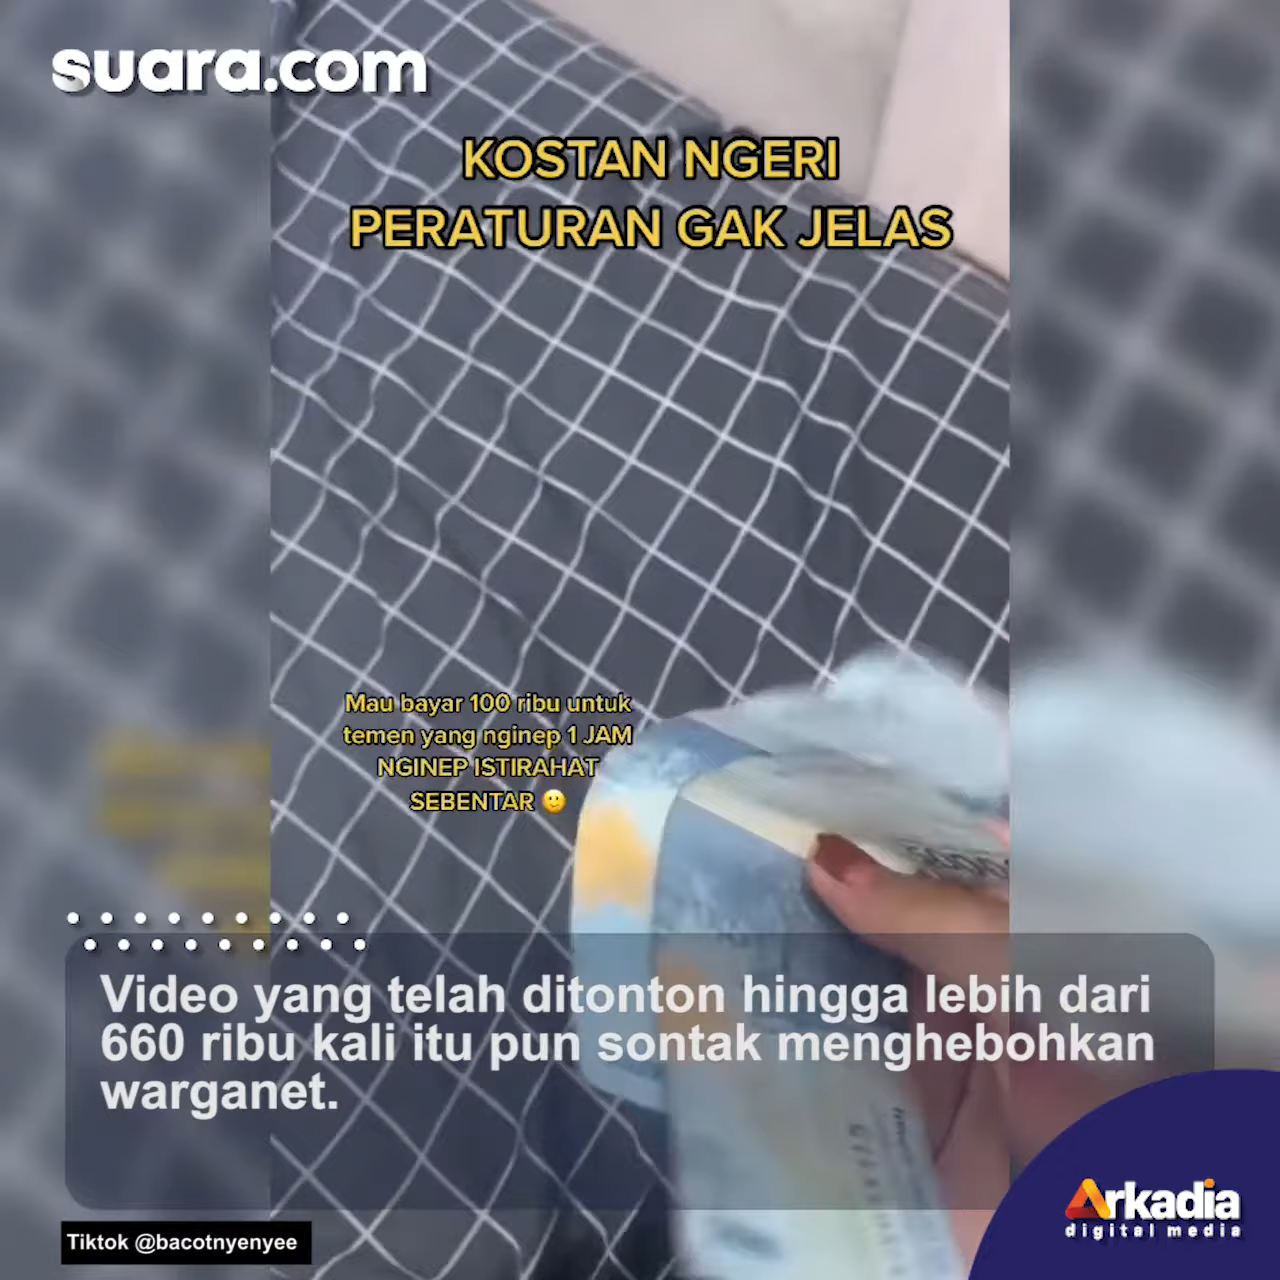 suara.com
KOSTAN NGERI
PERATURAN GAK JELAS
Mau bayar 100 ribu untuk
temen yang nginep 1 JAM
NGINEP ISTIRAHAT
SEBENTAR 🙂
Video yang telah ditonton hingga lebih dari
660 ribu kali itu pun sontak menghebohkan
warganet.
Tiktok @bacotnyenyee
Arkadia
digital media